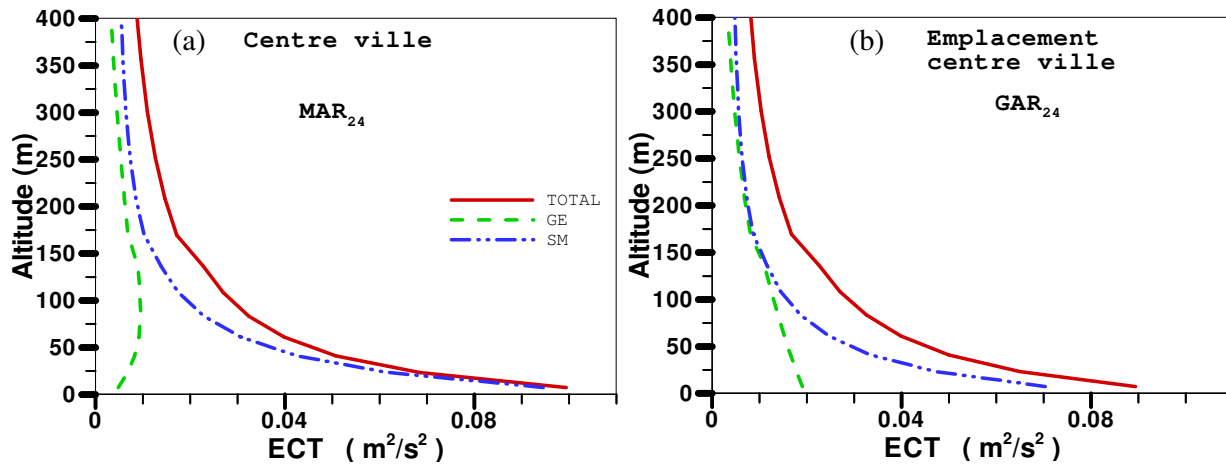 400
350
300
250
200
150
100
50
0
Altitude (m)
(a)
Centre ville
MAR24
TOTAL
GE
SM
0
0.04
0.08
ECT ( m²/s²)
400
350
300
250
200
150
100
50
0
Altitude (m)
(b)
Emplacement
centre ville
GAR24
0
0.04
0.08
ECT ( m²/s²)